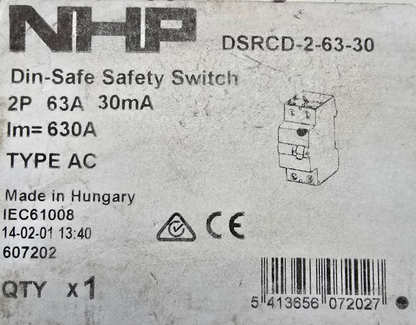 NHP
DSRCD-2-63-30
Din-Safe Safety Switch
2P 63A 30mA
Im= 630A
TYPE AC
Made in Hungary
IEC61008
14-02-01 13:40
607202
CE
QTY x1
5 413656 072027